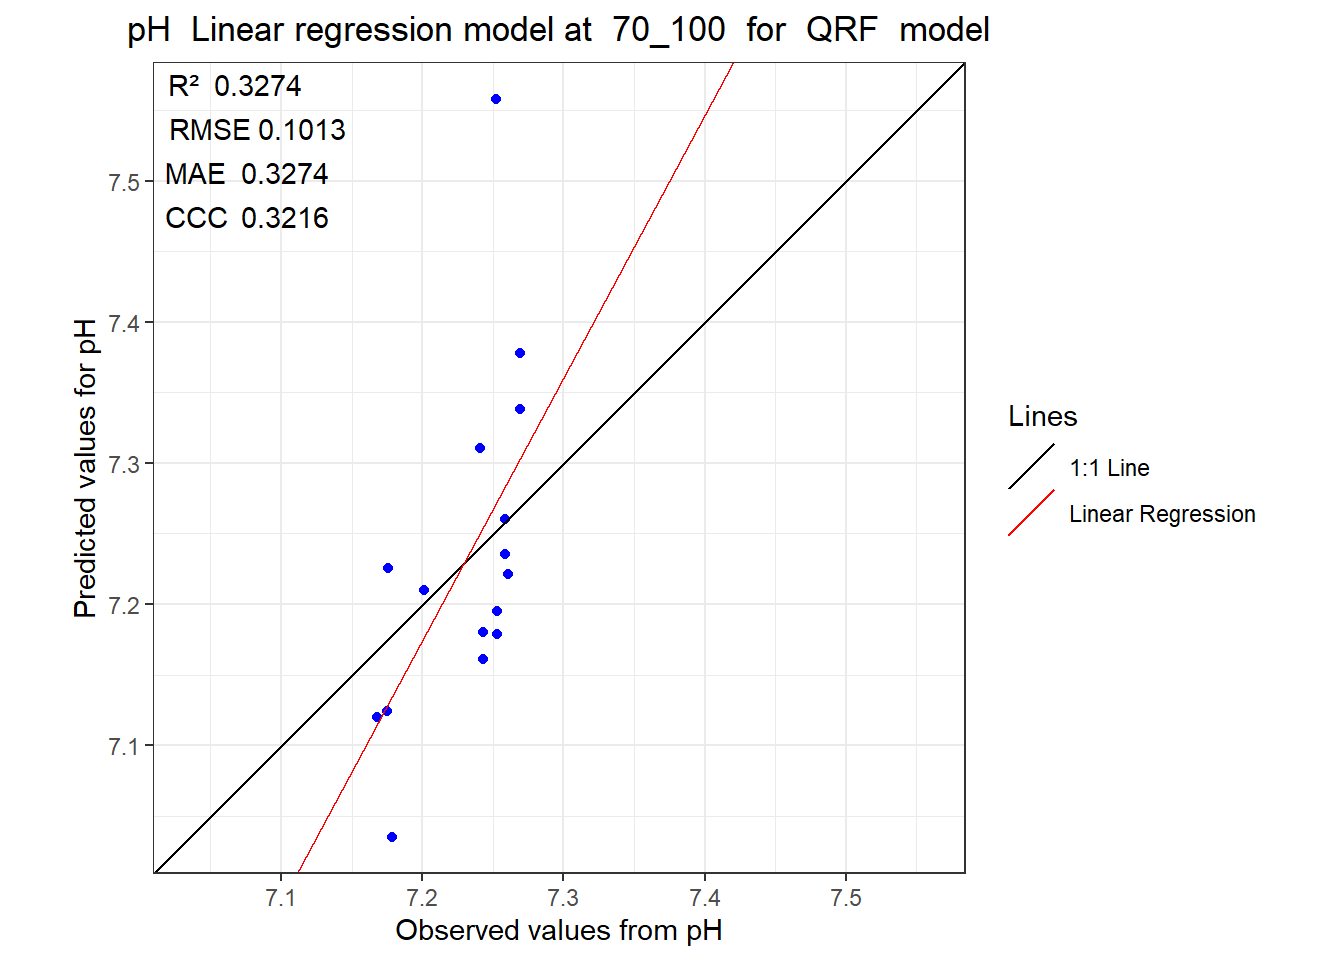 pH Linear regression model at 70_100 for QRF model
R² 0.3274
RMSE 0.1013
MAE 0.3274
CCC 0.3216
7.5
7.4
7.3
7.2
7.1
Predicted values for pH
7.1 7.2 7.3 7.4 7.5
Observed values from pH
Lines
1:1 Line
Linear Regression